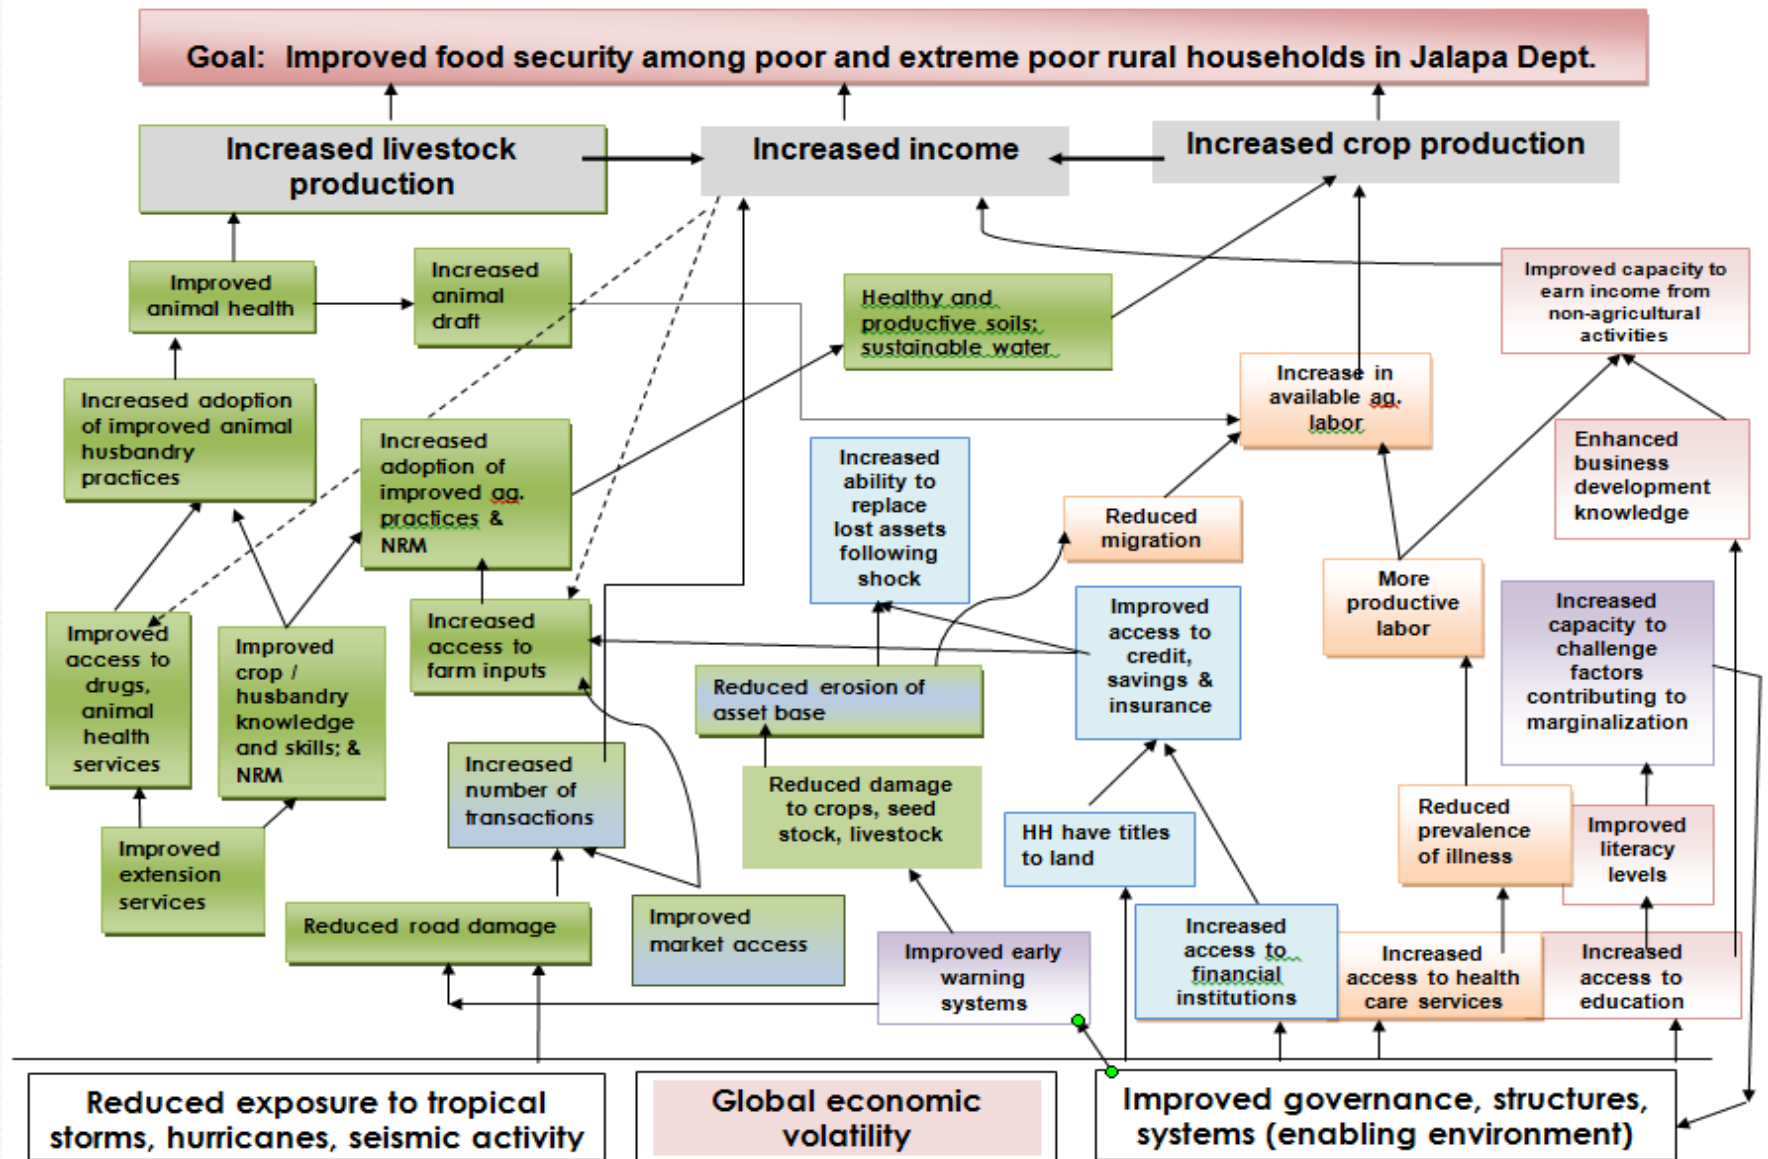 Goal:  Improved food security among poor and extreme poor rural households in Jalapa Dept.
Increased livestock
production
Increased income
Increased crop production
Improved
animal health
Increased
animal
draft
Healthy and
productive soils;
sustainable water
Improved capacity to
earn income from
non-agricultural
activities
Increased adoption
of improved animal
husbandry
practices
Increased
adoption of
improved ag.
practices &
NRM
Increased
ability to
replace
lost assets
following
shock
Increase in
available ag.
labor
Reduced
migration
Enhanced
business
development
knowledge
Improved
access to
drugs,
animal
health
services
Improved
crop /
husbandry
knowledge
and skills; &
NRM
Increased
access to
farm inputs
Reduced erosion of
asset base
Improved
access to
credit,
savings &
insurance
More
productive
labor
Increased
capacity to
challenge
factors
contributing to
marginalization
Increased
number of
transactions
Reduced damage
to crops, seed
stock, livestock
HH have titles
to land
Reduced
prevalence
of illness
Improved
literacy
levels
Improved
extension
services
Reduced road damage
Improved
market access
Improved early
warning
systems
Increased
access to
financial
institutions
Increased
access to health
care services
Increased
access to
education
Reduced exposure to tropical
storms, hurricanes, seismic activity
Global economic
volatility
Improved governance, structures,
systems (enabling environment)